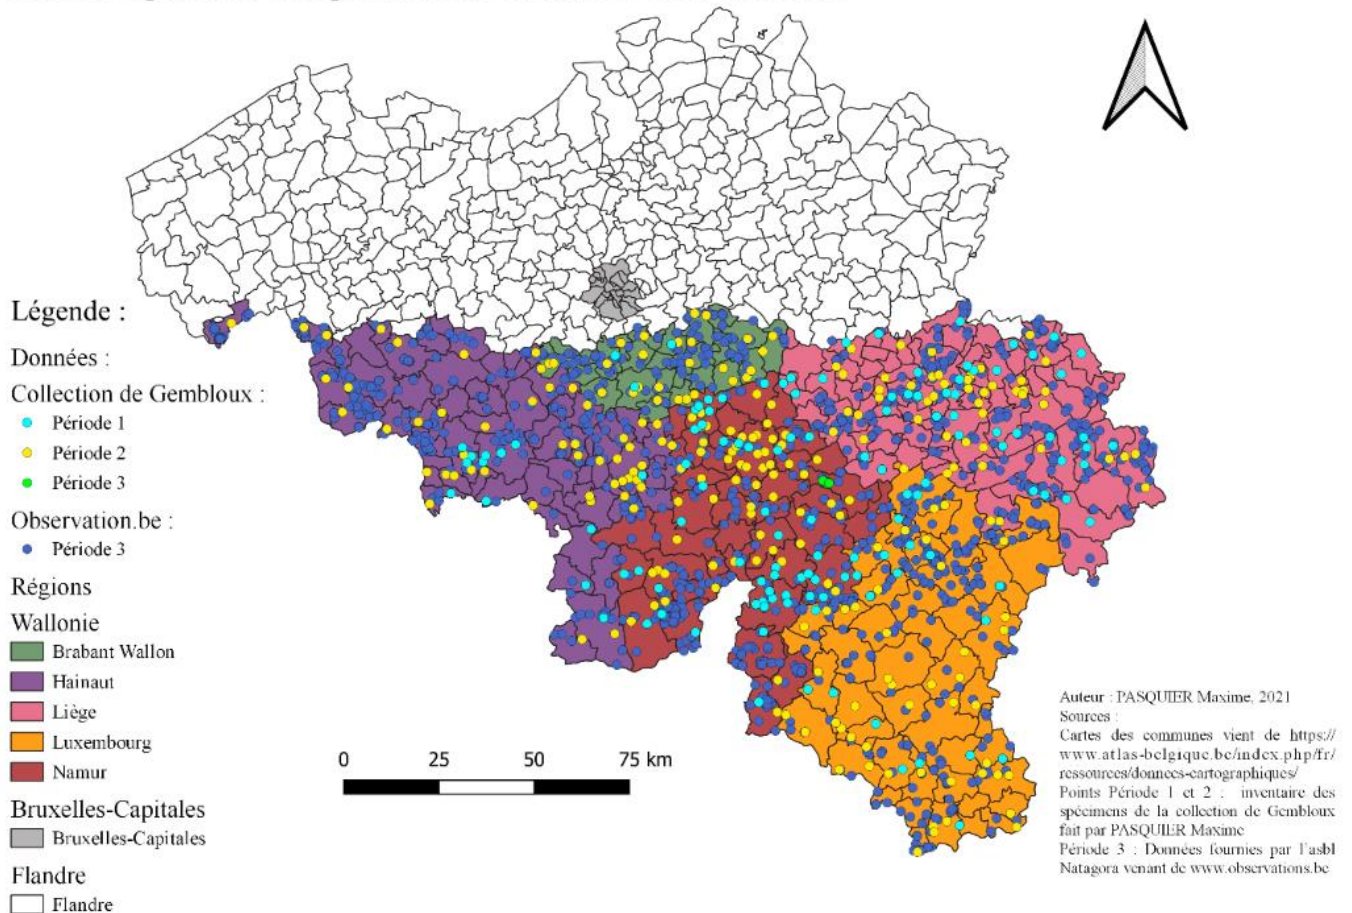 Légende :
Données :
Collection de Gembloux :
Période 1
Période 2
Période 3
Observation.be :
Période 3
Régions
Wallonie
Brabant Wallon
Hainaut
Liège
Luxembourg
Namur
Bruxelles-Capitales
Bruxelles-Capitales
Flandre
Flandre
0 25 50 75 km
Auteur : PASQUIER Maxime, 2021
Sources :
Cartes des communes vient de https://
www.atlas-belgique.be/index.php/fr/
ressources/donnees-cartographiques/
Points Période 1 et 2 : inventaire des
spécimens de la collection de Gembloux
fait par PASQUIER Maxime
Période 3 : Données fournies par l'asbl
Natagora venant de www.observations.be